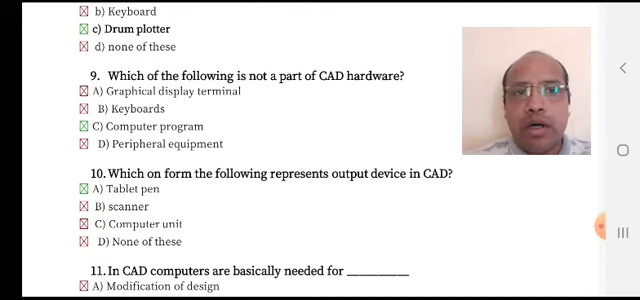 b) Keyboard
c) Drum plotter
d) none of these
9. Which of the following is not a part of CAD hardware?
A) Graphical display terminal
B) Keyboards
C) Computer program
D) Peripheral equipment
10. Which on form the following represents output device in CAD?
A) Tablet pen
B) scanner
C) Computer unit
D) None of these
11. In CAD computers are basically needed for __________
A) Modification of design